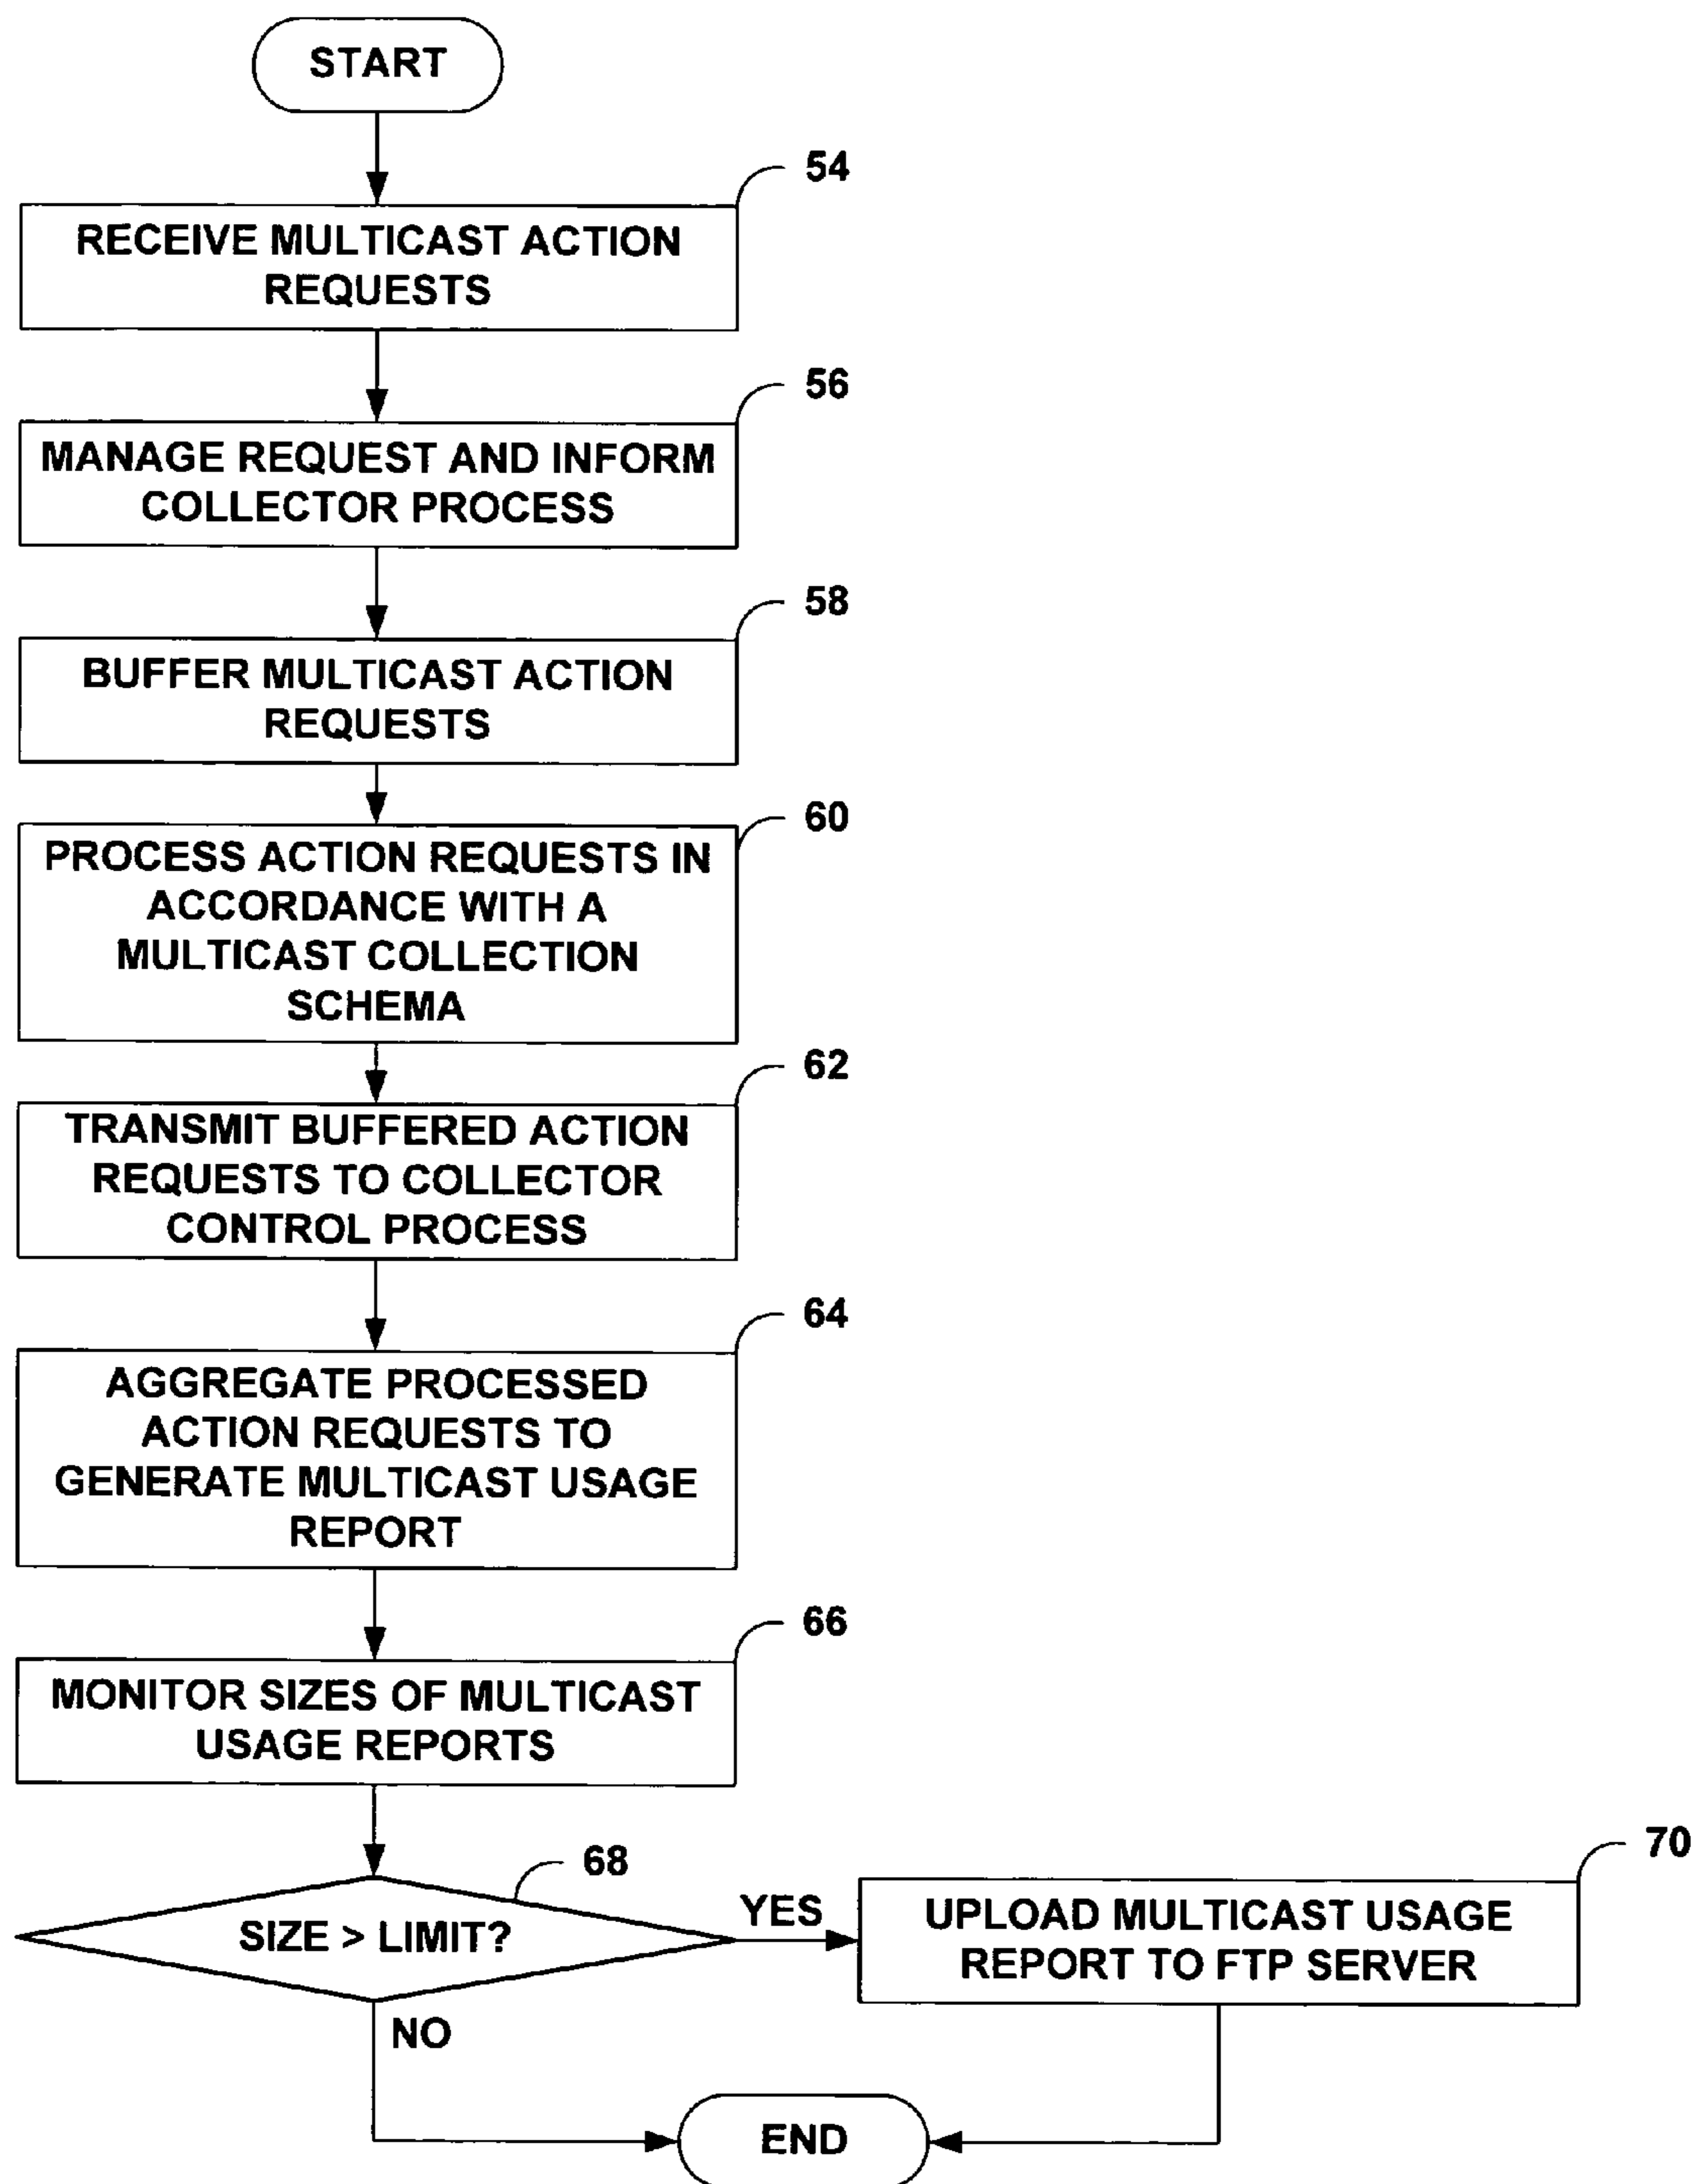 START
54
RECEIVE MULTICAST ACTION
REQUESTS
56
MANAGE REQUEST AND INFORM
COLLECTOR PROCESS
58
BUFFER MULTICAST ACTION
REQUESTS
60
PROCESS ACTION REQUESTS IN
ACCORDANCE WITH A
MULTICAST COLLECTION
SCHEMA
62
TRANSMIT BUFFERED ACTION
REQUESTS TO COLLECTOR
CONTROL PROCESS
64
AGGREGATE PROCESSED
ACTION REQUESTS TO
GENERATE MULTICAST USAGE
REPORT
66
MONITOR SIZES OF MULTICAST
USAGE REPORTS
68
SIZE > LIMIT?
YES
70
UPLOAD MULTICAST USAGE
REPORT TO FTP SERVER
NO
END